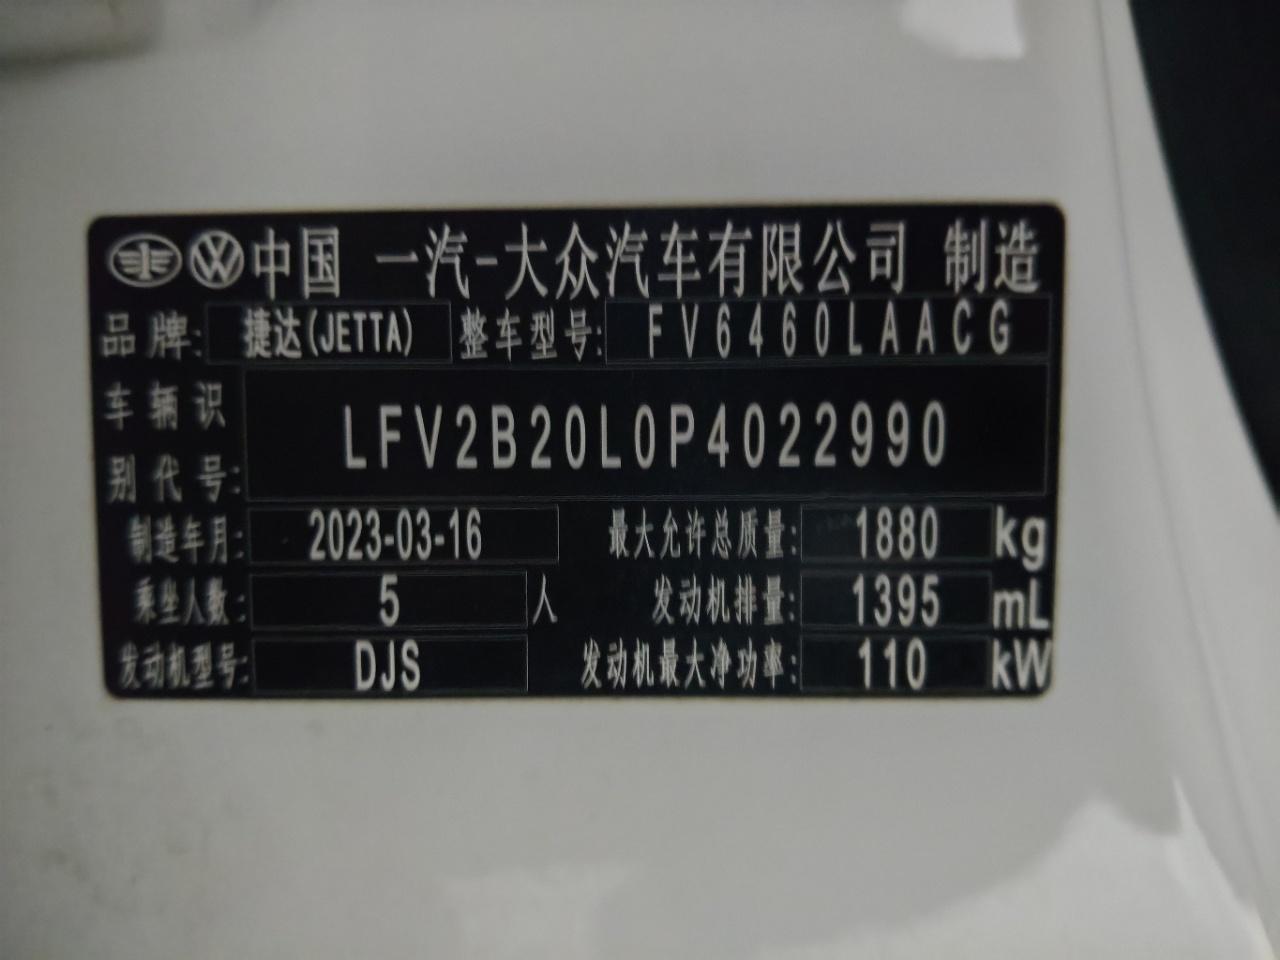 中国 一汽-大众汽车有限公司 制造
品牌: 捷达(JETTA) 整车型号: FV6460LAACG
车辆识别代号: LFV2B20L0P4022990
制造年月: 2023-03-16 最大允许总质量: 1880 kg
乘坐人数: 5 人 发动机排量: 1395 mL
发动机型号: DJS 发动机最大净功率: 110 kW